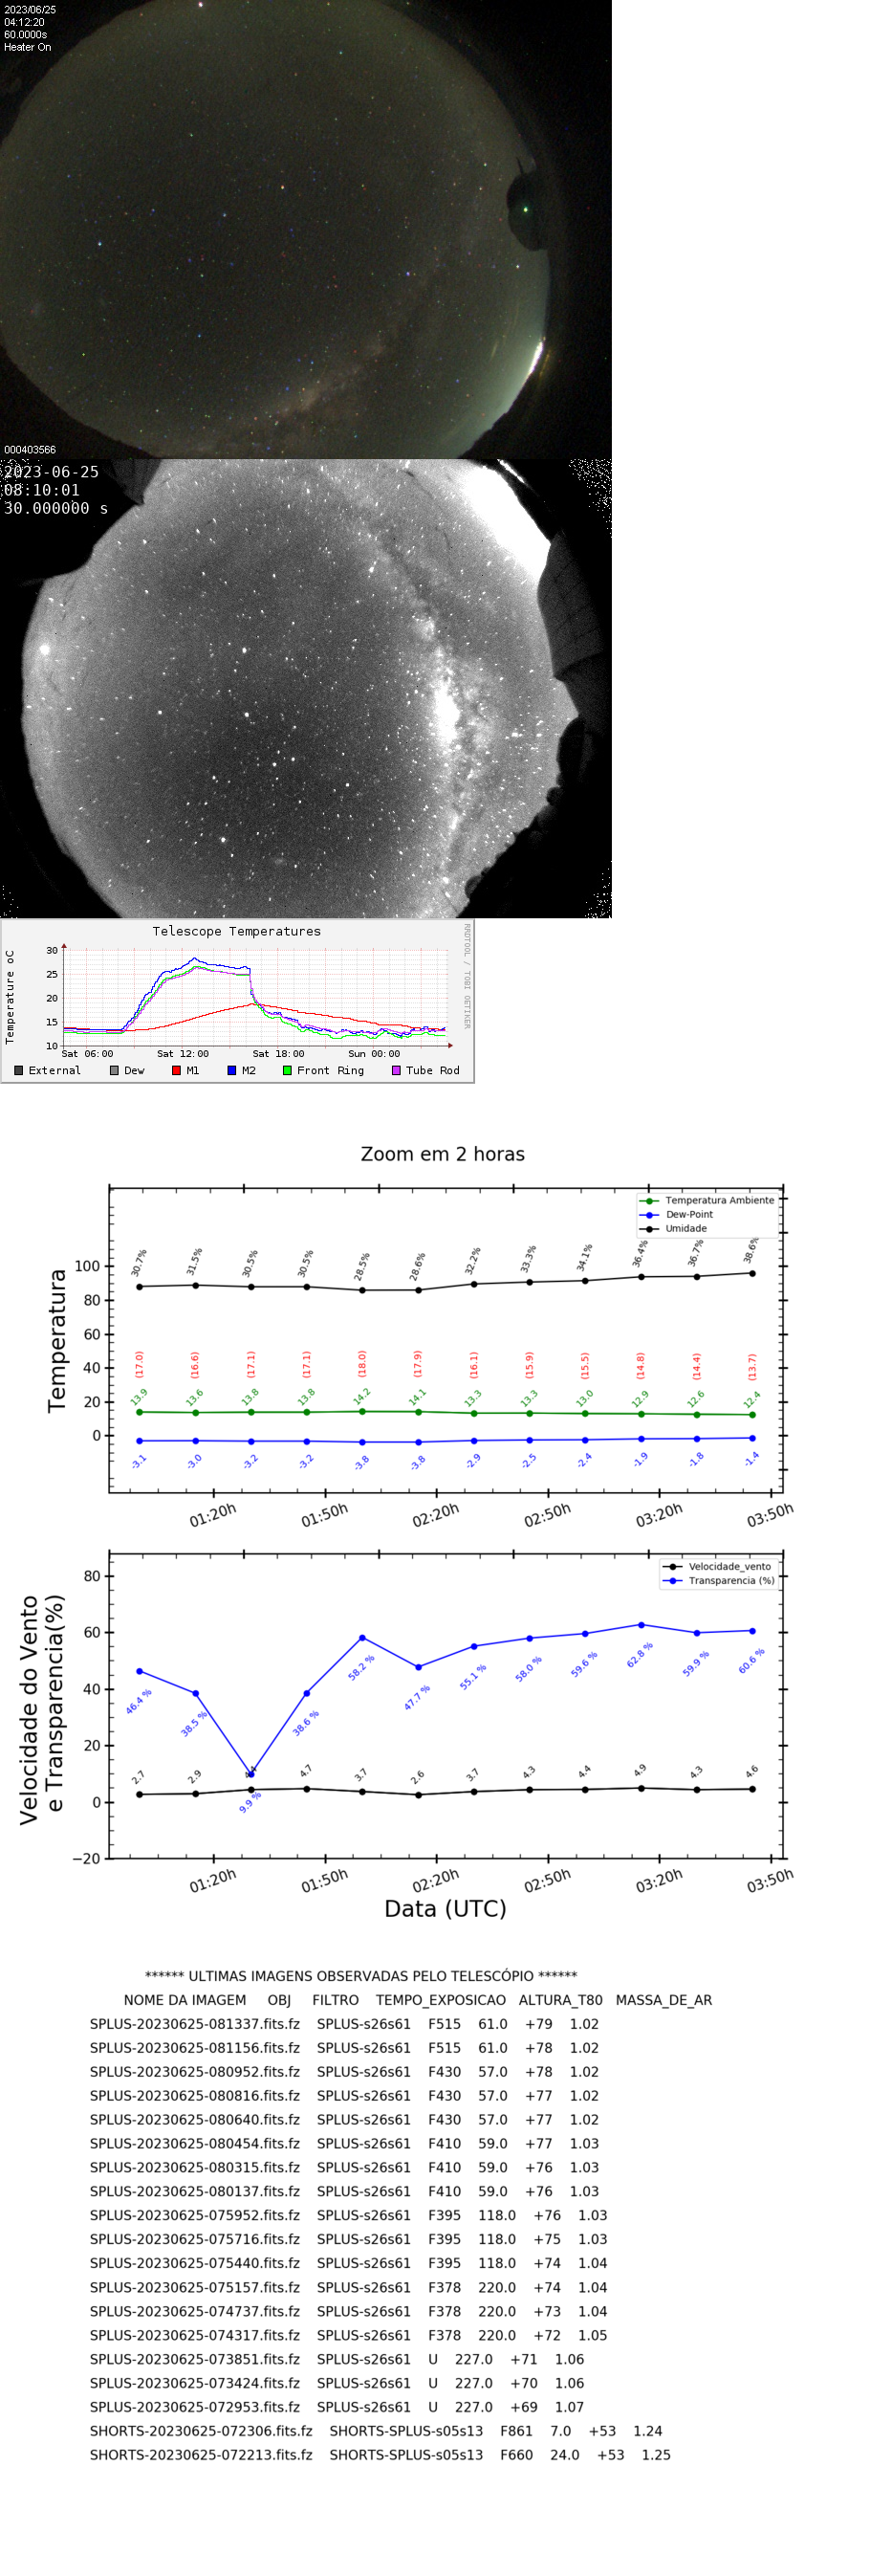 2023/06/25
04:12:20
60.0000s
Heater On
000403566
2023-06-25
08:10:01
30.000000 s
Telescope Temperatures
RRDTOOL / TOBI OETIKER
Temperature oC
30
25
20
15
10
Sat 06:00 Sat 12:00 Sat 18:00 Sun 00:00
External Dew M1 M2 Front Ring Tube Rod
Zoom em 2 horas
Temperatura
Temperatura Ambiente
Dew-Point
Umidade
100
80
60
40
20
0
30.7% 31.5% 30.5% 30.5% 28.5% 28.6% 32.2% 33.3% 34.1% 36.4% 36.7% 38.6%
(17.0) (16.6) (17.1) (17.1) (18.0) (17.9) (16.1) (15.9) (15.5) (14.8) (14.4) (13.7)
13.9 13.6 13.8 13.8 14.2 14.1 13.3 13.3 13.0 12.9 12.6 12.4
-3.1 -3.0 -3.2 -3.2 -3.8 -3.8 -2.9 -2.5 -2.4 -1.9 -1.8 -1.4
01:20h 01:50h 02:20h 02:50h 03:20h 03:50h
Velocidade do Vento
e Transparencia(%)
Velocidade_vento
Transparencia (%)
80
60
40
20
0
−20
46.4 % 38.5 % 9.9 % 38.6 % 58.2 % 47.7 % 55.1 % 58.0 % 59.6 % 62.8 % 59.9 % 60.6 %
2.7 2.9 4.4 4.7 3.7 2.6 3.7 4.3 4.4 4.9 4.3 4.6
01:20h 01:50h 02:20h 02:50h 03:20h 03:50h
Data (UTC)
****** ULTIMAS IMAGENS OBSERVADAS PELO TELESCÓPIO ******
NOME DA IMAGEM OBJ FILTRO TEMPO_EXPOSICAO ALTURA_T80 MASSA_DE_AR
SPLUS-20230625-081337.fits.fz SPLUS-s26s61 F515 61.0 +79 1.02
SPLUS-20230625-081156.fits.fz SPLUS-s26s61 F515 61.0 +78 1.02
SPLUS-20230625-080952.fits.fz SPLUS-s26s61 F430 57.0 +78 1.02
SPLUS-20230625-080816.fits.fz SPLUS-s26s61 F430 57.0 +77 1.02
SPLUS-20230625-080640.fits.fz SPLUS-s26s61 F430 57.0 +77 1.02
SPLUS-20230625-080454.fits.fz SPLUS-s26s61 F410 59.0 +77 1.03
SPLUS-20230625-080315.fits.fz SPLUS-s26s61 F410 59.0 +76 1.03
SPLUS-20230625-080137.fits.fz SPLUS-s26s61 F410 59.0 +76 1.03
SPLUS-20230625-075952.fits.fz SPLUS-s26s61 F395 118.0 +76 1.03
SPLUS-20230625-075716.fits.fz SPLUS-s26s61 F395 118.0 +75 1.03
SPLUS-20230625-075440.fits.fz SPLUS-s26s61 F395 118.0 +74 1.04
SPLUS-20230625-075157.fits.fz SPLUS-s26s61 F378 220.0 +74 1.04
SPLUS-20230625-074737.fits.fz SPLUS-s26s61 F378 220.0 +73 1.04
SPLUS-20230625-074317.fits.fz SPLUS-s26s61 F378 220.0 +72 1.05
SPLUS-20230625-073851.fits.fz SPLUS-s26s61 U 227.0 +71 1.06
SPLUS-20230625-073424.fits.fz SPLUS-s26s61 U 227.0 +70 1.06
SPLUS-20230625-072953.fits.fz SPLUS-s26s61 U 227.0 +69 1.07
SHORTS-20230625-072306.fits.fz SHORTS-SPLUS-s05s13 F861 7.0 +53 1.24
SHORTS-20230625-072213.fits.fz SHORTS-SPLUS-s05s13 F660 24.0 +53 1.25